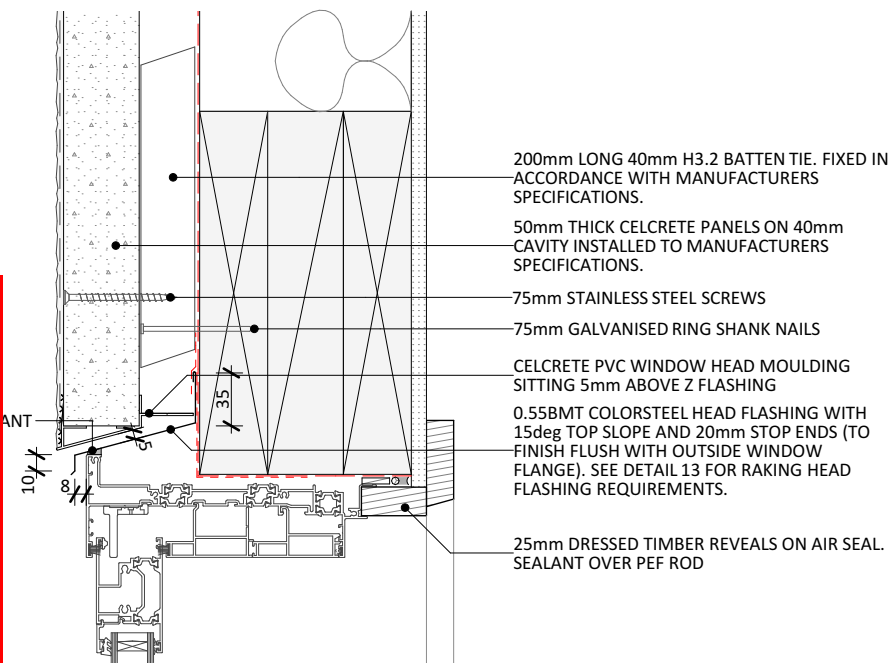 200mm LONG 40mm H3.2 BATTEN TIE. FIXED IN
ACCORDANCE WITH MANUFACTURERS
SPECIFICATIONS.
50mm THICK CELCRETE PANELS ON 40mm
CAVITY INSTALLED TO MANUFACTURERS
SPECIFICATIONS.
75mm STAINLESS STEEL SCREWS
75mm GALVANISED RING SHANK NAILS
CELCRETE PVC WINDOW HEAD MOULDING
SITTING 5mm ABOVE Z FLASHING
0.55BMT COLORSTEEL HEAD FLASHING WITH
15deg TOP SLOPE AND 20mm STOP ENDS (TO
FINISH FLUSH WITH OUTSIDE WINDOW
FLANGE). SEE DETAIL 13 FOR RAKING HEAD
FLASHING REQUIREMENTS.
25mm DRESSED TIMBER REVEALS ON AIR SEAL.
SEALANT OVER PEF ROD
ANT
35
5
10
8